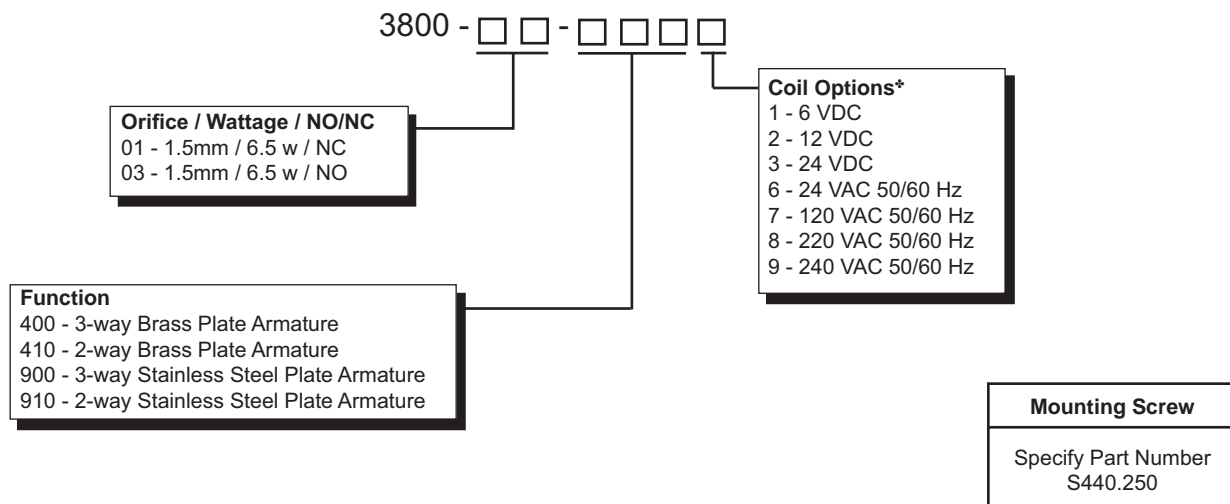 3800 - □ □ - □ □ □ □
Orifice / Wattage / NO/NC
01 - 1.5mm / 6.5 w / NC
03 - 1.5mm / 6.5 w / NO
Coil Options✤
1 - 6 VDC
2 - 12 VDC
3 - 24 VDC
6 - 24 VAC 50/60 Hz
7 - 120 VAC 50/60 Hz
8 - 220 VAC 50/60 Hz
9 - 240 VAC 50/60 Hz
Function
400 - 3-way Brass Plate Armature
410 - 2-way Brass Plate Armature
900 - 3-way Stainless Steel Plate Armature
910 - 2-way Stainless Steel Plate Armature
Mounting Screw
Specify Part Number
S440.250